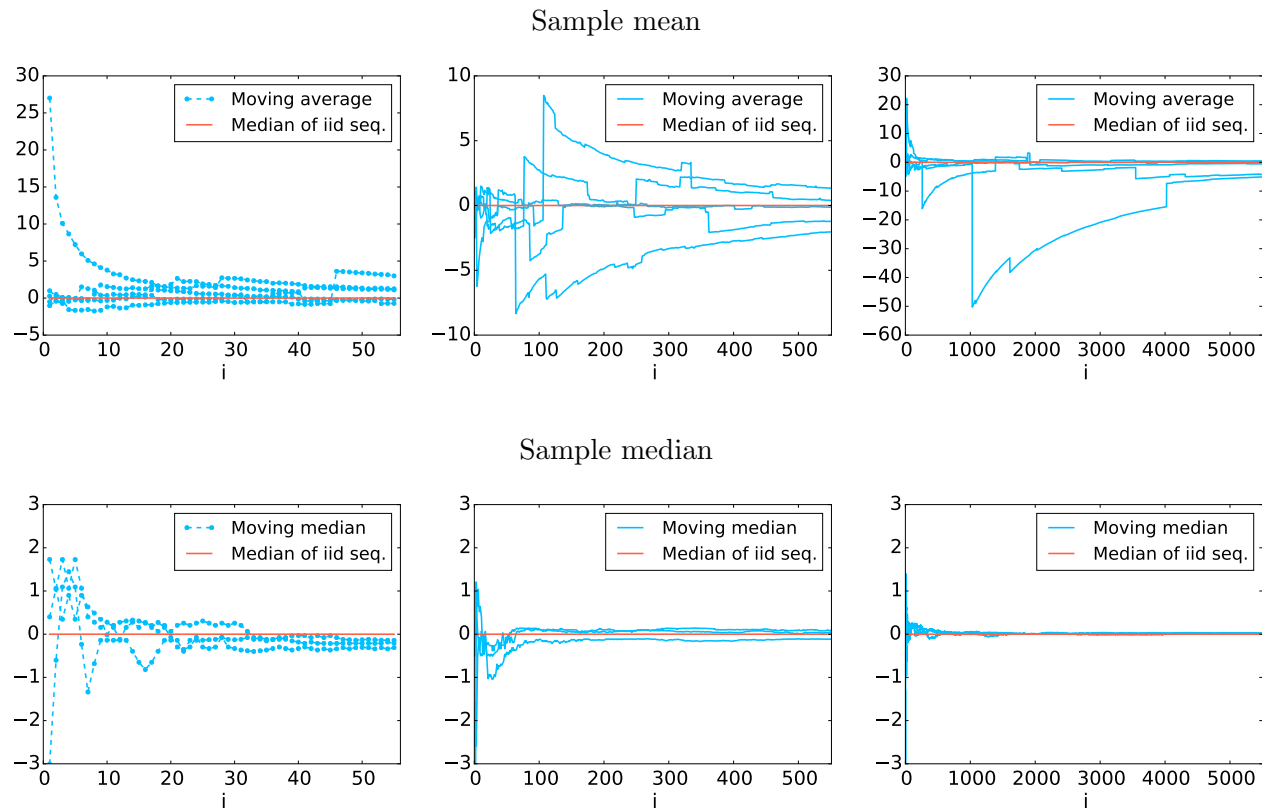 Sample mean
30
25
20
15
10
5
0
−5
0 10 20 30 40 50
i
Moving average
Median of iid seq.
10
5
0
−5
−10
0 100 200 300 400 500
i
Moving average
Median of iid seq.
30
20
10
0
−10
−20
−30
−40
−50
−60
0 1000 2000 3000 4000 5000
i
Moving average
Median of iid seq.
Sample median
3
2
1
0
−1
−2
−3
0 10 20 30 40 50
i
Moving median
Median of iid seq.
3
2
1
0
−1
−2
−3
0 100 200 300 400 500
i
Moving median
Median of iid seq.
3
2
1
0
−1
−2
−3
0 1000 2000 3000 4000 5000
i
Moving median
Median of iid seq.